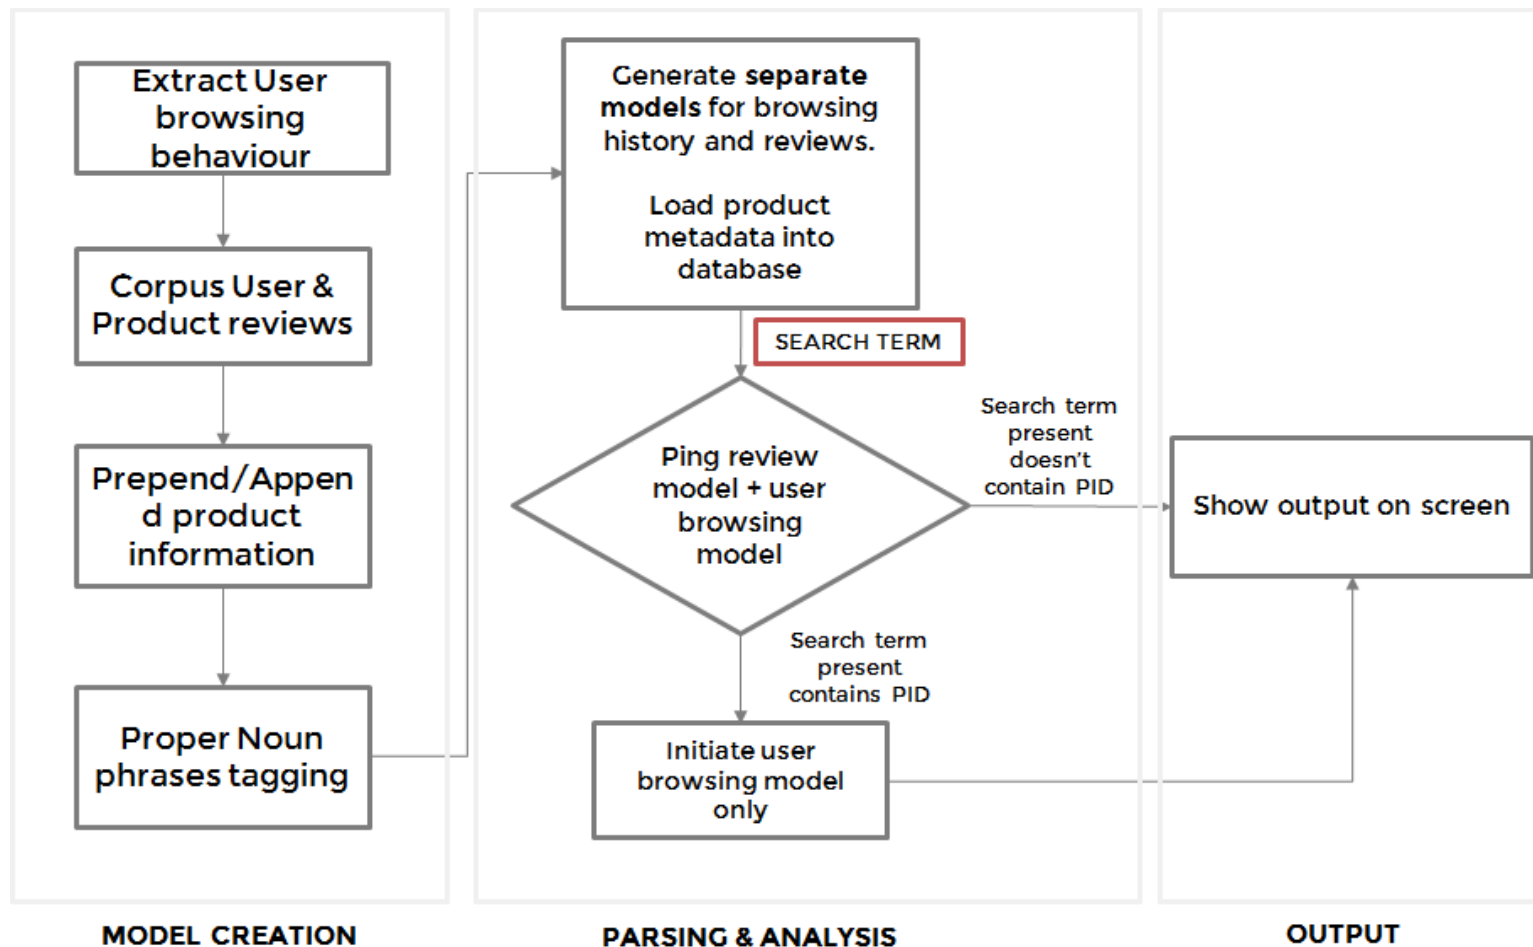 Extract User
browsing
behaviour
Corpus User &
Product reviews
Prepend/Appen
d product
information
Proper Noun
phrases tagging
MODEL CREATION
Generate separate
models for browsing
history and reviews.
Load product
metadata into
database
SEARCH TERM
Ping review
model + user
browsing
model
Search term
present
doesn't
contain PID
Search term
present
contains PID
Initiate user
browsing model
only
PARSING & ANALYSIS
Show output on screen
OUTPUT